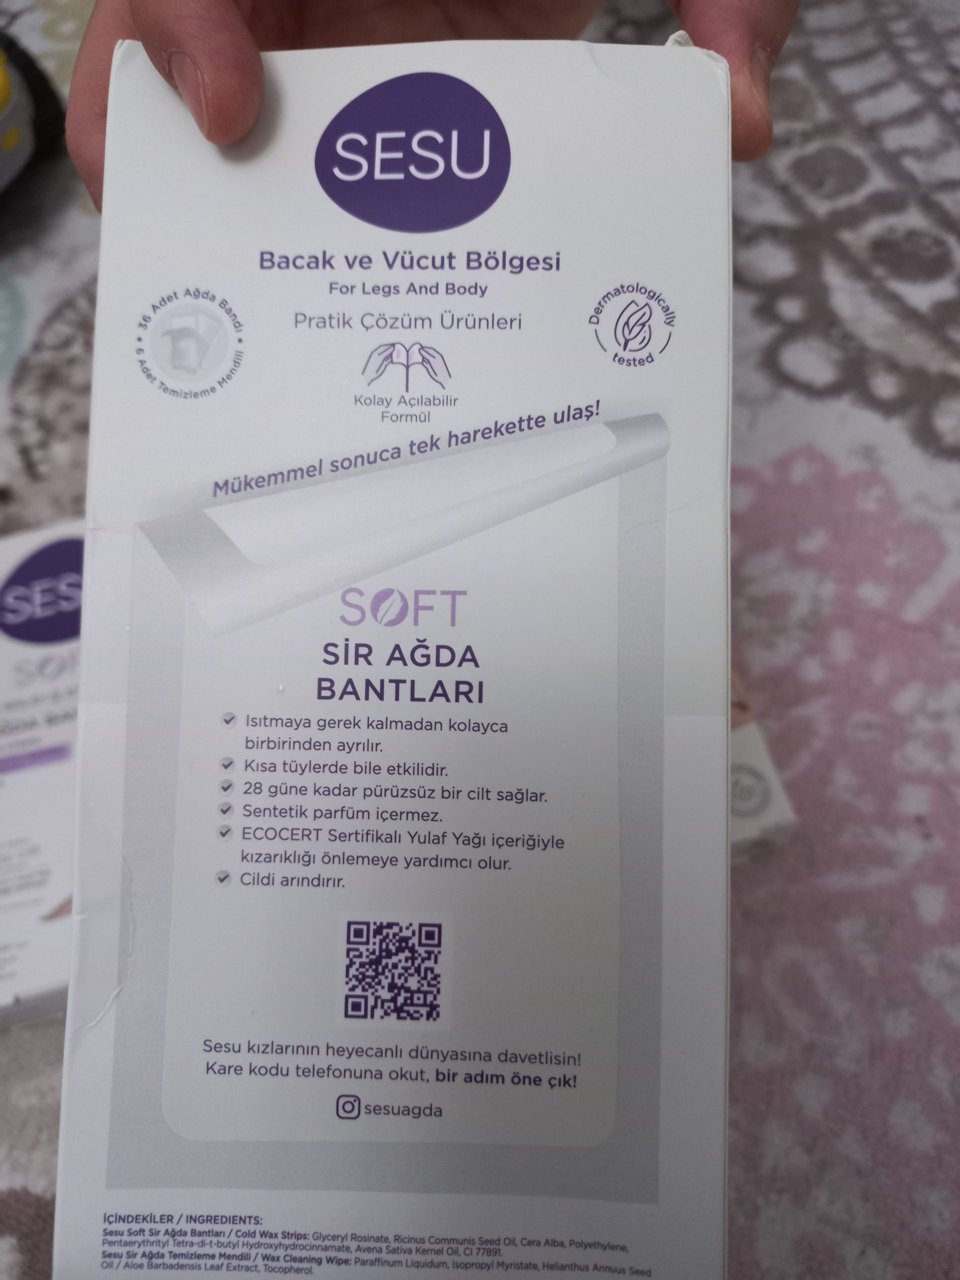 SESU
Bacak ve Vücut Bölgesi
For Legs And Body
Pratik Çözüm Ürünleri
36 Adet Ağda Bandı • 6 Adet Temizleme Mendili •
Dermatologically tested
Kolay Açılabilir
Formül
Mükemmel sonuca tek harekette ulaş!
SOFT
SİR AĞDA
BANTLARI
Isıtmaya gerek kalmadan kolayca
birbirinden ayrılır.
Kısa tüylerde bile etkilidir.
28 güne kadar pürüzsüz bir cilt sağlar.
Sentetik parfüm içermez.
ECOCERT Sertifikalı Yulaf Yağı içeriğiyle
kızarıklığı önlemeye yardımcı olur.
Cildi arındırır.
Sesu kızlarının heyecanlı dünyasına davetlisin!
Kare kodu telefonuna okut, bir adım öne çık!
sesuagda
İÇİNDEKİLER / INGREDIENTS:
Sesu Soft Sir Ağda Bantları / Cold Wax Strips: Glyceryl Rosinate, Ricinus Communis Seed Oil, Cera Alba, Polyethylene,
Pentaerythrityl Tetra-di-t-butyl Hydroxyhydrocinnamate, Avena Sativa Kernel Oil, CI 77891.
Sesu Sir Ağda Temizleme Mendili / Wax Cleaning Wipe: Paraffinum Liquidum, Isopropyl Myristate, Helianthus Annuus Seed
Oil / Aloe Barbadensis Leaf Extract, Tocopherol.
SES